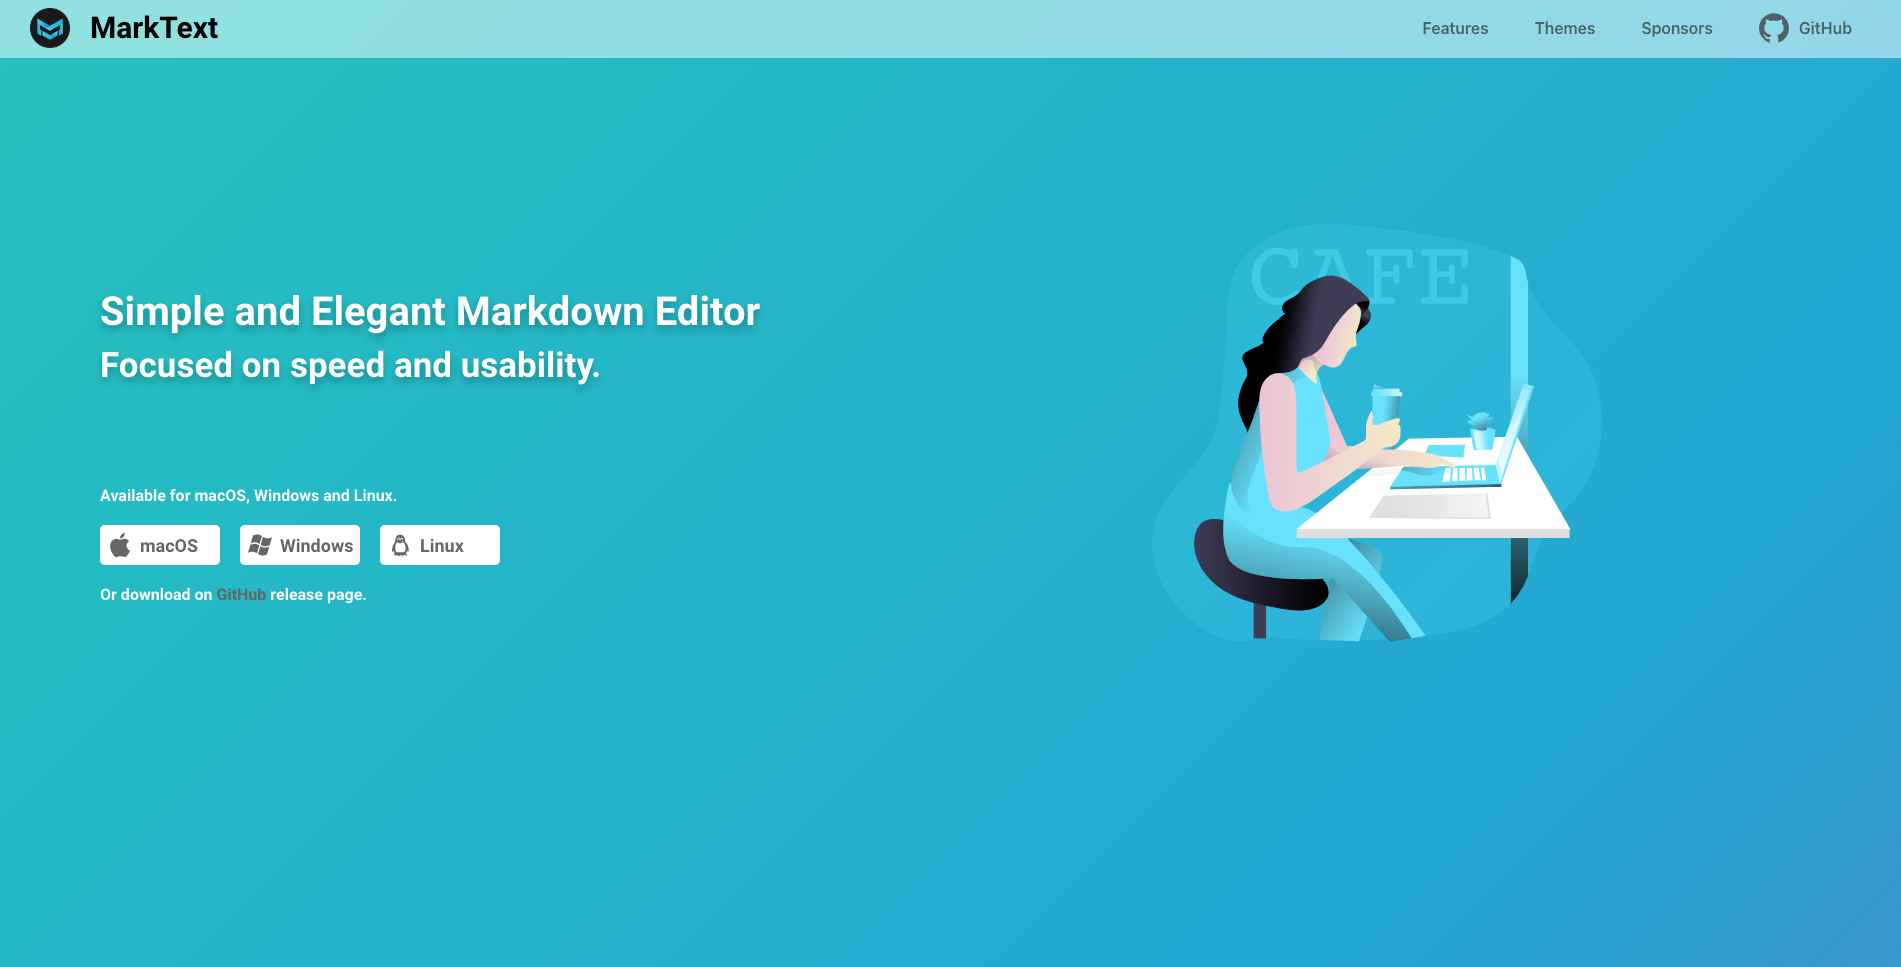 MarkText
Features
Themes
Sponsors
GitHub
Simple and Elegant Markdown Editor
Focused on speed and usability.
CAFE
Available for macOS, Windows and Linux.
macOS
Windows
Linux
Or download on GitHub release page.